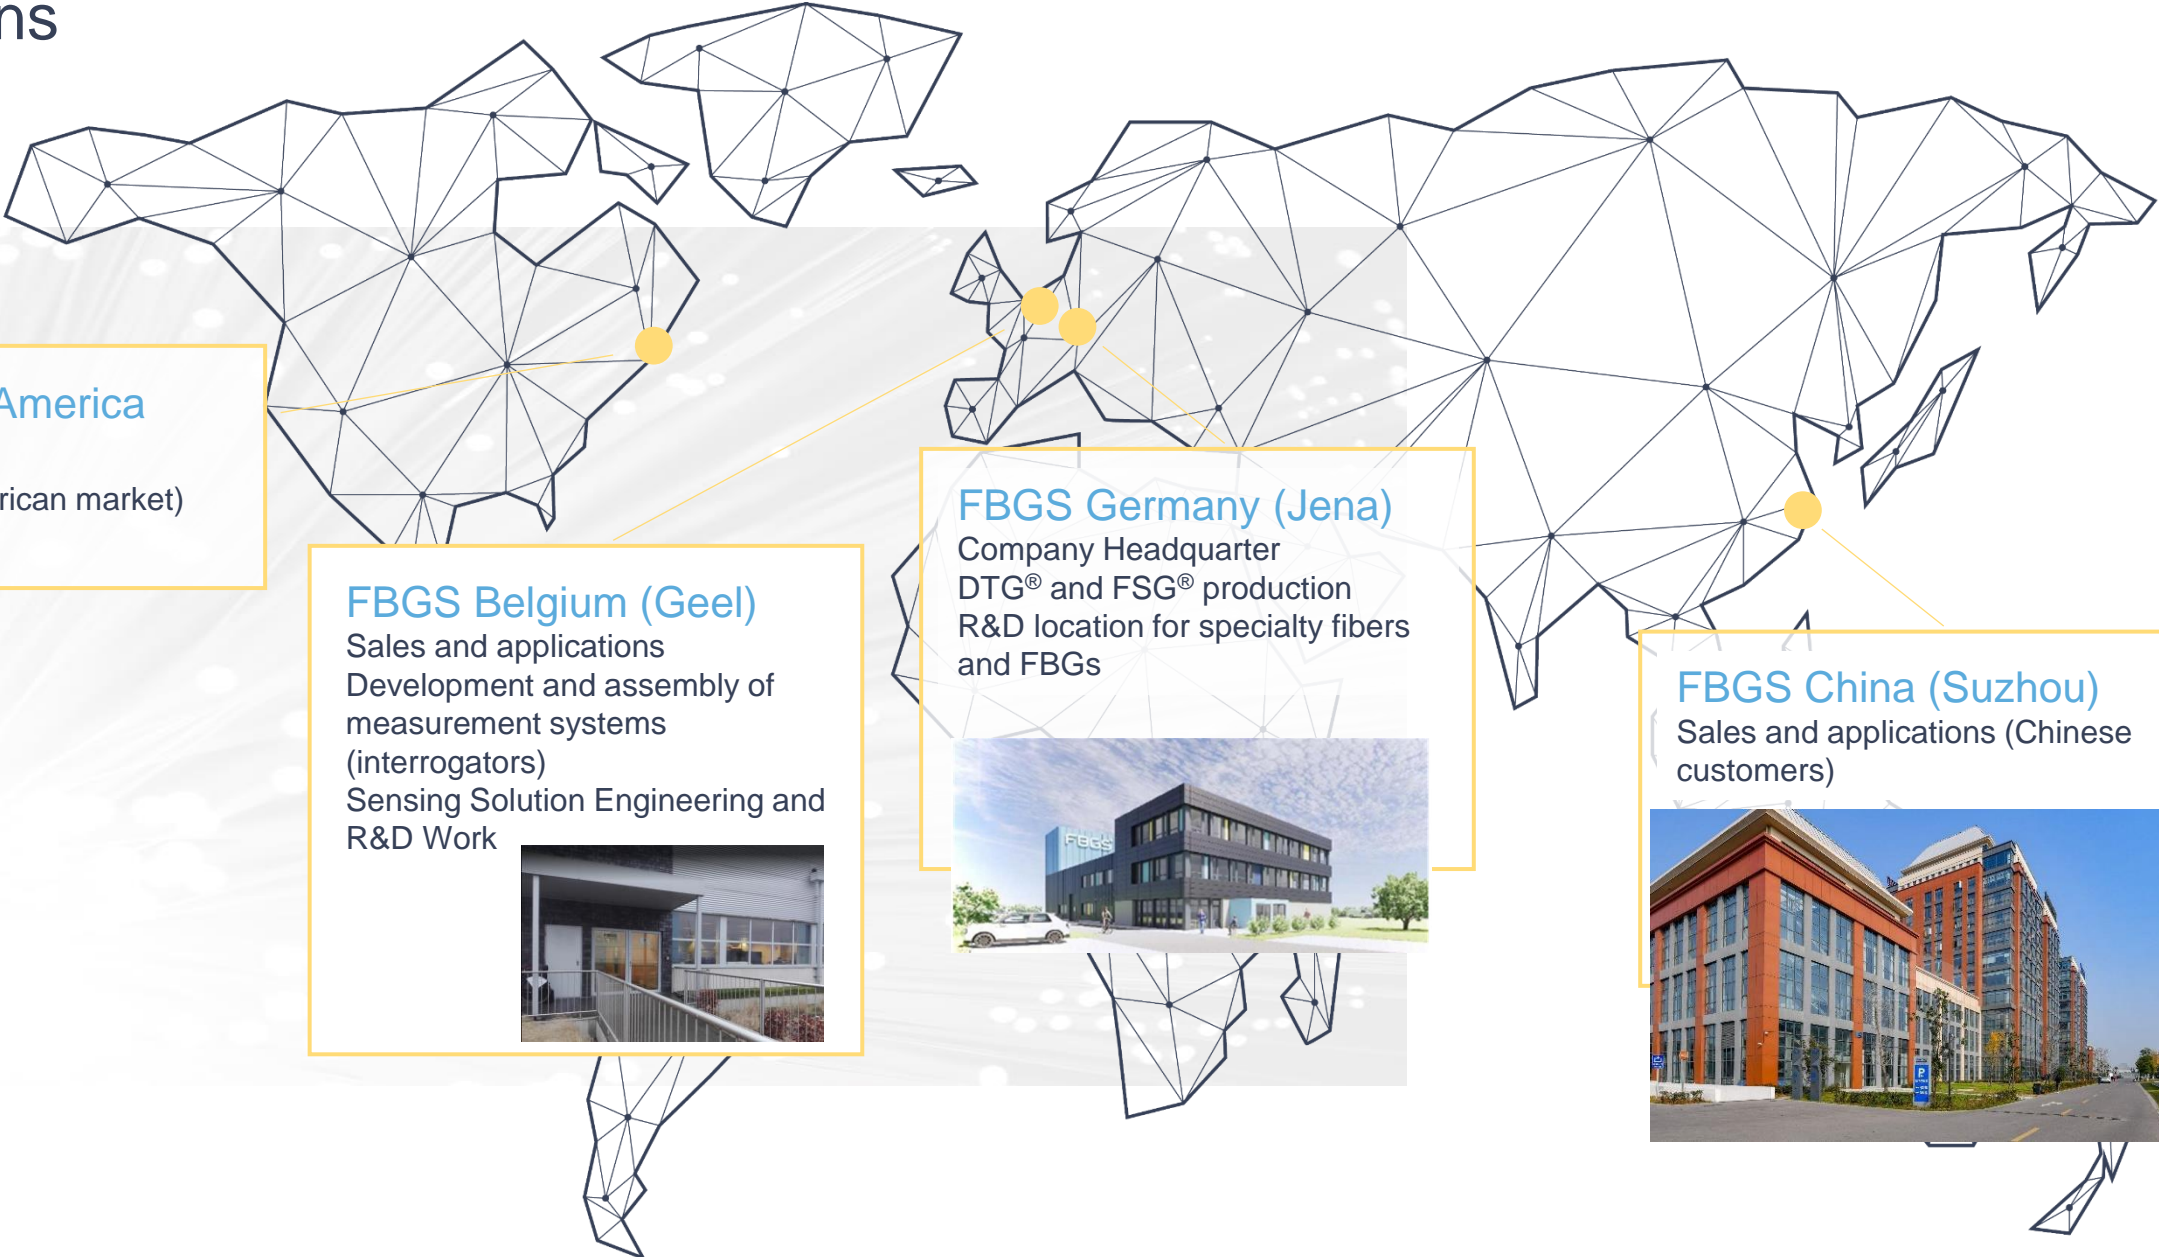 ns
America
rican market)
FBGS Belgium (Geel)
Sales and applications
Development and assembly of
measurement systems
(interrogators)
Sensing Solution Engineering and
R&D Work
FBGS Germany (Jena)
Company Headquarter
DTG® and FSG® production
R&D location for specialty fibers
and FBGs
FBGS
FBGS China (Suzhou)
Sales and applications (Chinese
customers)
P